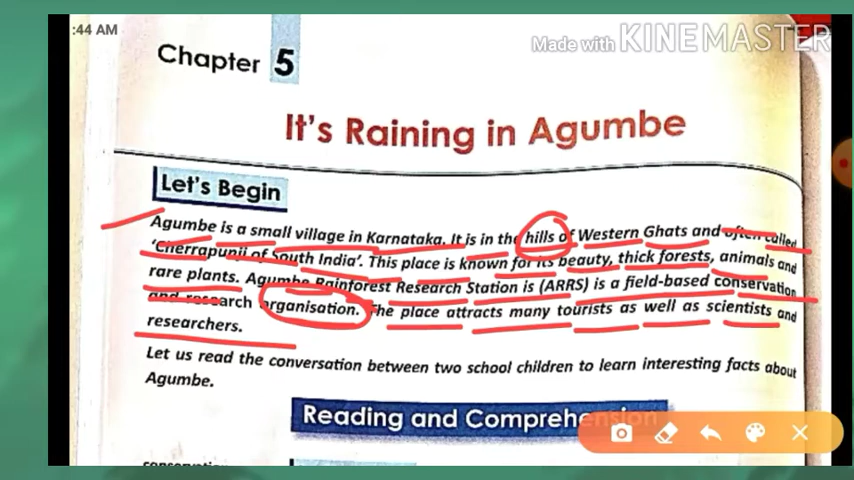 :44 AM
Made with KINEMASTER
Chapter 5
It's Raining in Agumbe
Let's Begin
Agumbe is a small village in Karnataka. It is in the hills of Western Ghats and often called
'Cherrapunji of South India'. This place is known for its beauty, thick forests, animals and
rare plants. Agumbe Rainforest Research Station is (ARRS) is a field-based conservation
and research organisation. The place attracts many tourists as well as scientists and
researchers.
Let us read the conversation between two school children to learn interesting facts about
Agumbe.
Reading and Comprehension